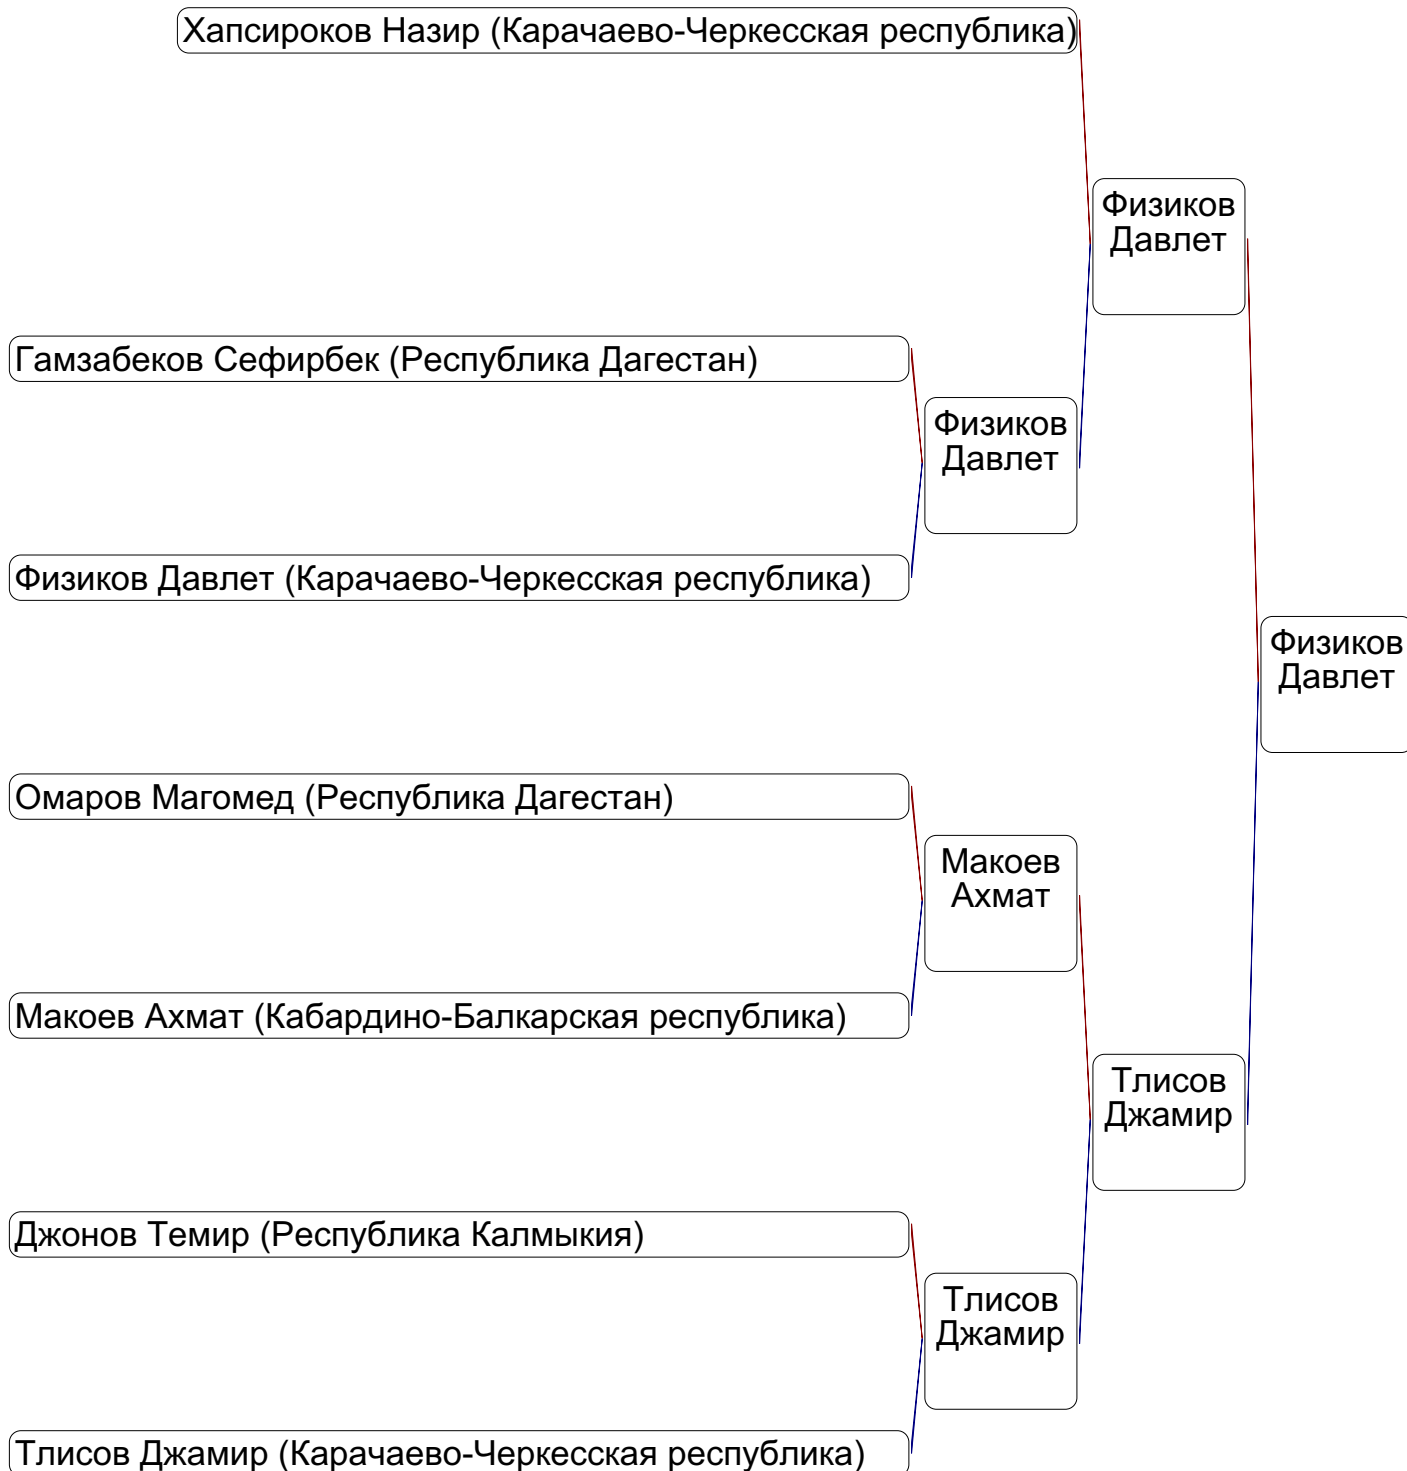 Хапсироков Назир (Карачаево-Черкесская республика)
Физиков
Давлет
Гамзабеков Сефирбек (Республика Дагестан)
Физиков
Давлет
Физиков Давлет (Карачаево-Черкесская республика)
Физиков
Давлет
Омаров Магомед (Республика Дагестан)
Макоев
Ахмат
Макоев Ахмат (Кабардино-Балкарская республика)
Тлисов
Джамир
Джонов Темир (Республика Калмыкия)
Тлисов
Джамир
Тлисов Джамир (Карачаево-Черкесская республика)